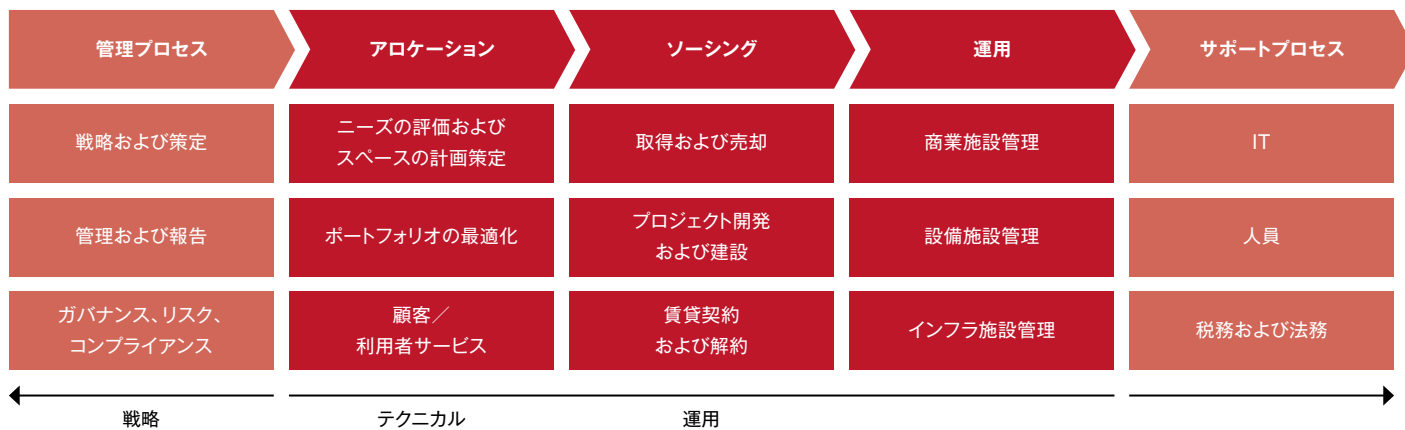 管理プロセス
アロケーション
ソーシング
運用
サポートプロセス
戦略および策定
ニーズの評価および
スペースの計画策定
取得および売却
商業施設管理
IT
管理および報告
ポートフォリオの最適化
プロジェクト開発
および建設
設備施設管理
人員
ガバナンス、リスク、
コンプライアンス
顧客／
利用者サービス
賃貸契約
および解約
インフラ施設管理
税務および法務
戦略
テクニカル
運用